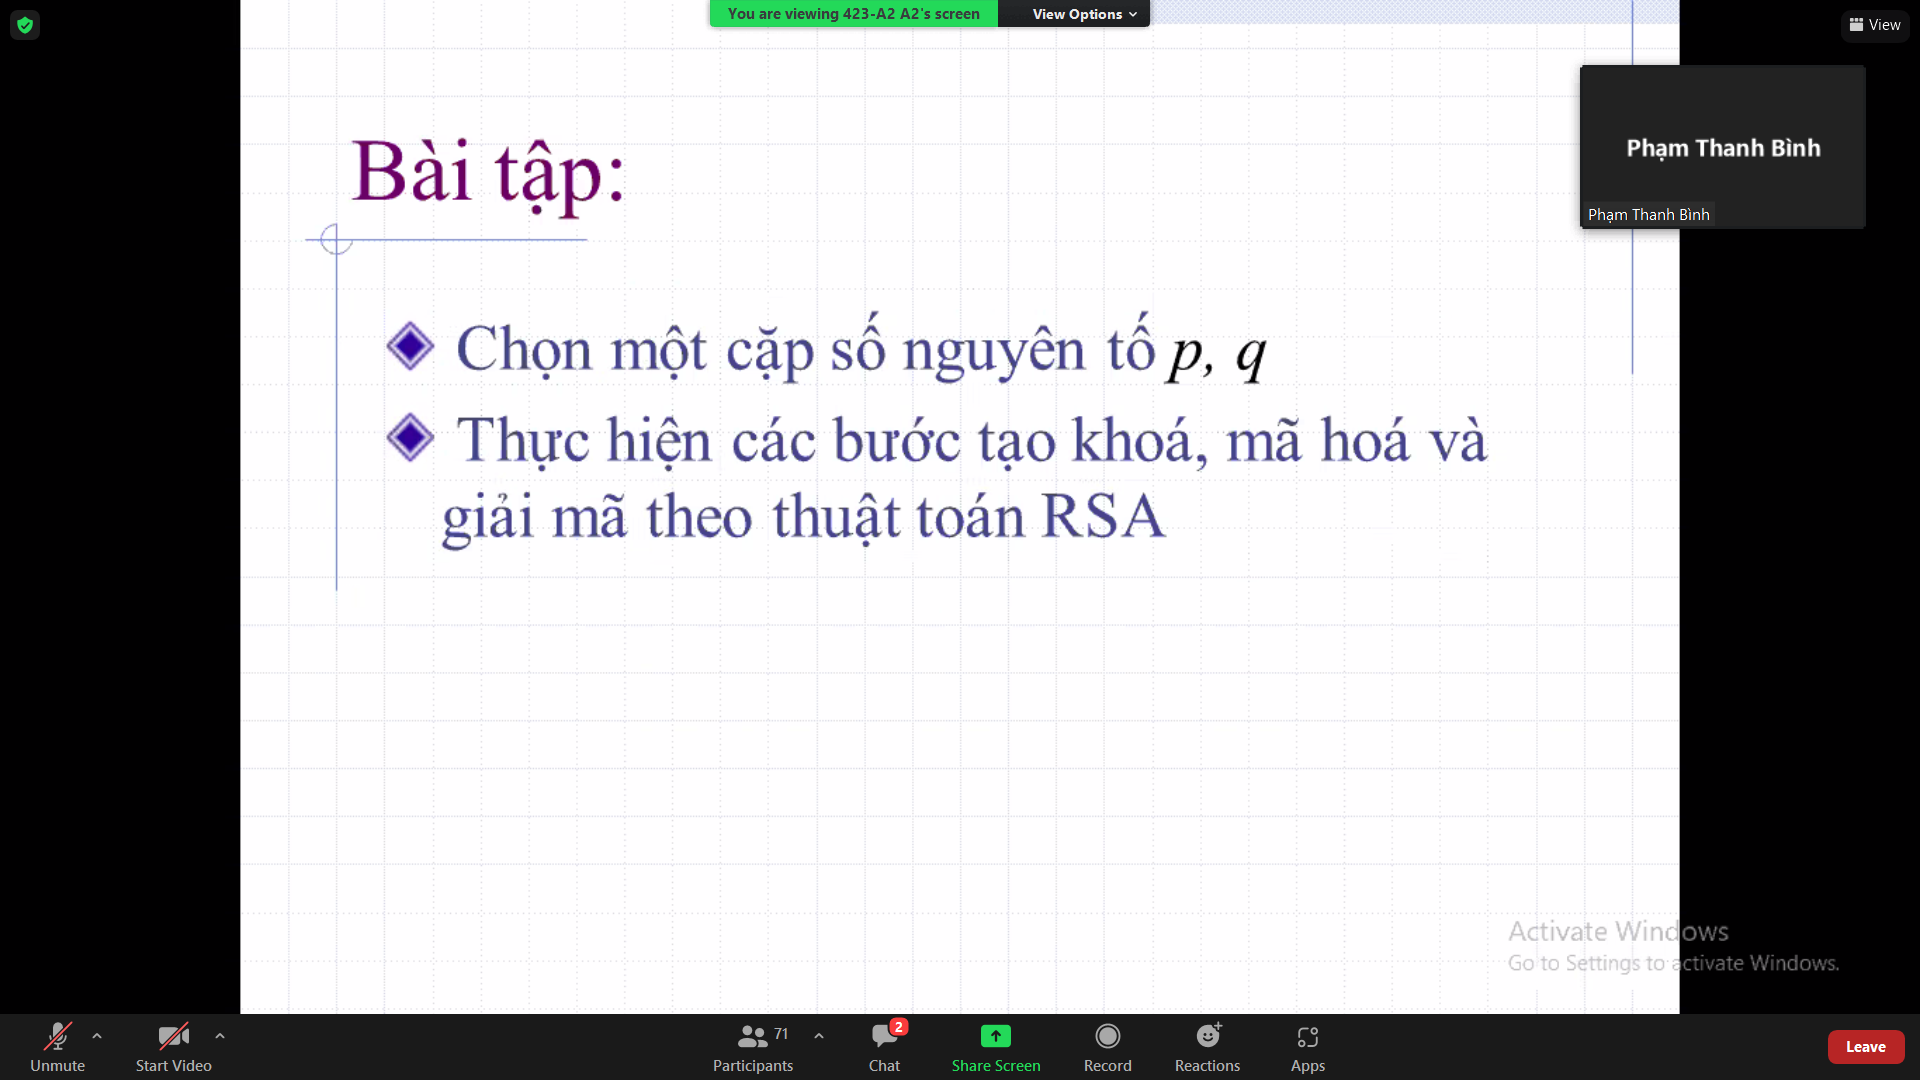 You are viewing 423-A2 A2's screen
View Options
View
Phạm Thanh Bình
Phạm Thanh Bình
Bài tập:
Chọn một cặp số nguyên tố p, q
Thực hiện các bước tạo khoá, mã hoá và
giải mã theo thuật toán RSA
Activate Windows
Go to Settings to activate Windows.
Unmute
Start Video
71
Participants
2
Chat
Share Screen
Record
Reactions
Apps
Leave